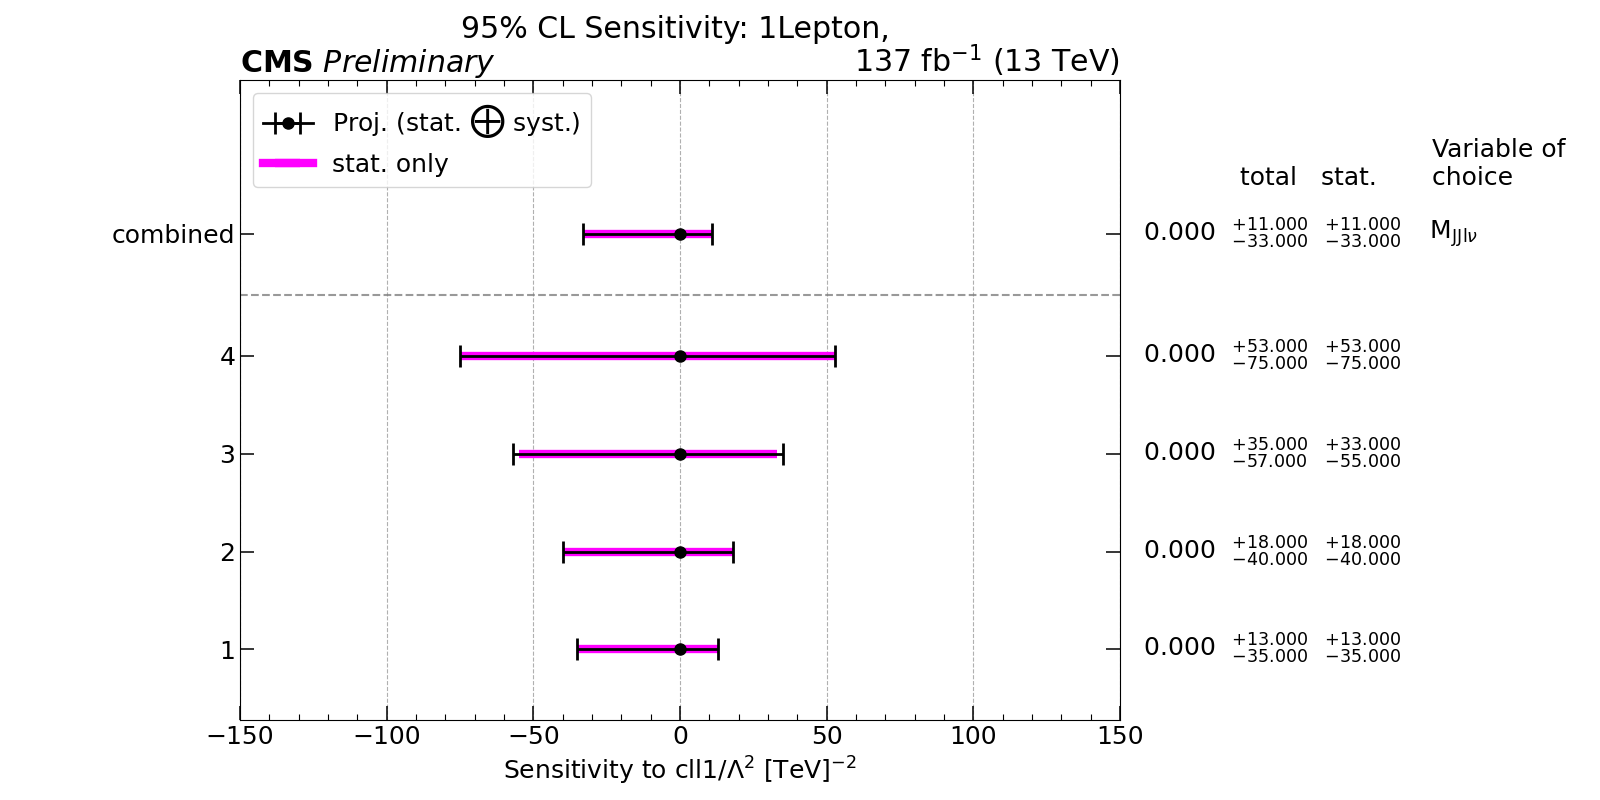 95% CL Sensitivity: 1Lepton,
CMS Preliminary 137 fb⁻¹ (13 TeV)
Proj. (stat. ⊕ syst.)
stat. only
Variable of
total stat. choice
combined 0.000 +11.000 −33.000 +11.000 −33.000 M_JJlν
4 0.000 +53.000 −75.000 +53.000 −75.000
3 0.000 +35.000 −57.000 +33.000 −55.000
2 0.000 +18.000 −40.000 +18.000 −40.000
1 0.000 +13.000 −35.000 +13.000 −35.000
−150 −100 −50 0 50 100 150
Sensitivity to cll1/Λ² [TeV]⁻²